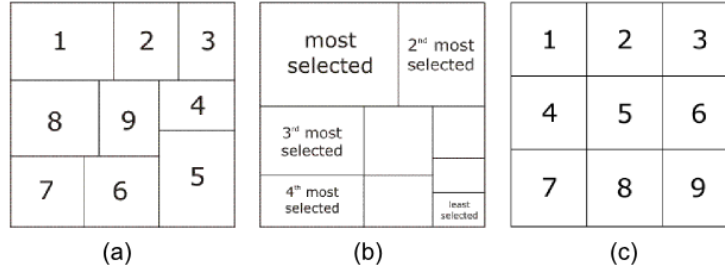 1 2 3
8 9 4
7 6 5
(a)
most
selected
2nd most
selected
3rd most
selected
4th most
selected
least
selected
(b)
1 2 3
4 5 6
7 8 9
(c)